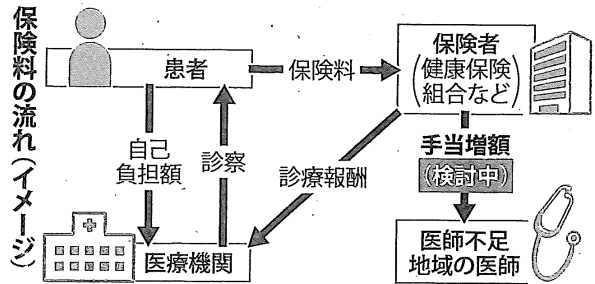 保険料の流れ(イメージ)
患者
保険料
保険者
(健康保険
組合など)
自己
負担額
診察
診療報酬
手当増額
(検討中)
医療機関
医師不足
地域の医師